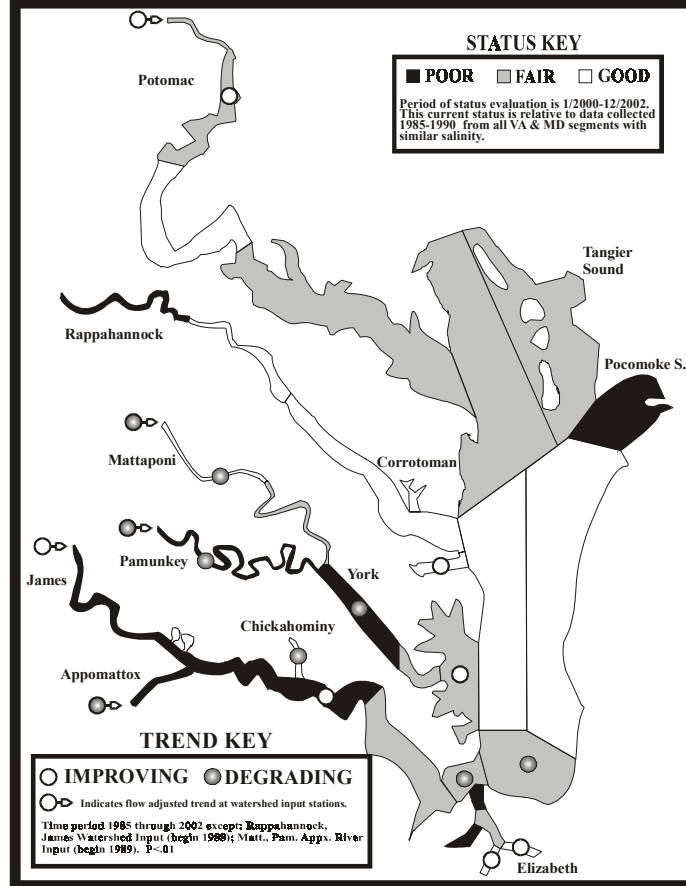 STATUS KEY
POOR FAIR GOOD
Period of status evaluation is 1/2000-12/2002.
This current status is relative to data collected
1985-1990 from all VA & MD segments with
similar salinity.
Potomac
Tangier
Sound
Rappahannock
Pocomoke S.
Mattaponi
Corrotoman
Pamunkey
York
James
Chickahominy
Appomattox
TREND KEY
IMPROVING DEGRADING
Indicates flow adjusted trend at watershed input stations.
Time period 1985 through 2002 except: Rappahannock,
James Watershed Input (begin 1988); Matt., Pam. Appx. River
Input (begin 1989). P<.01
Elizabeth